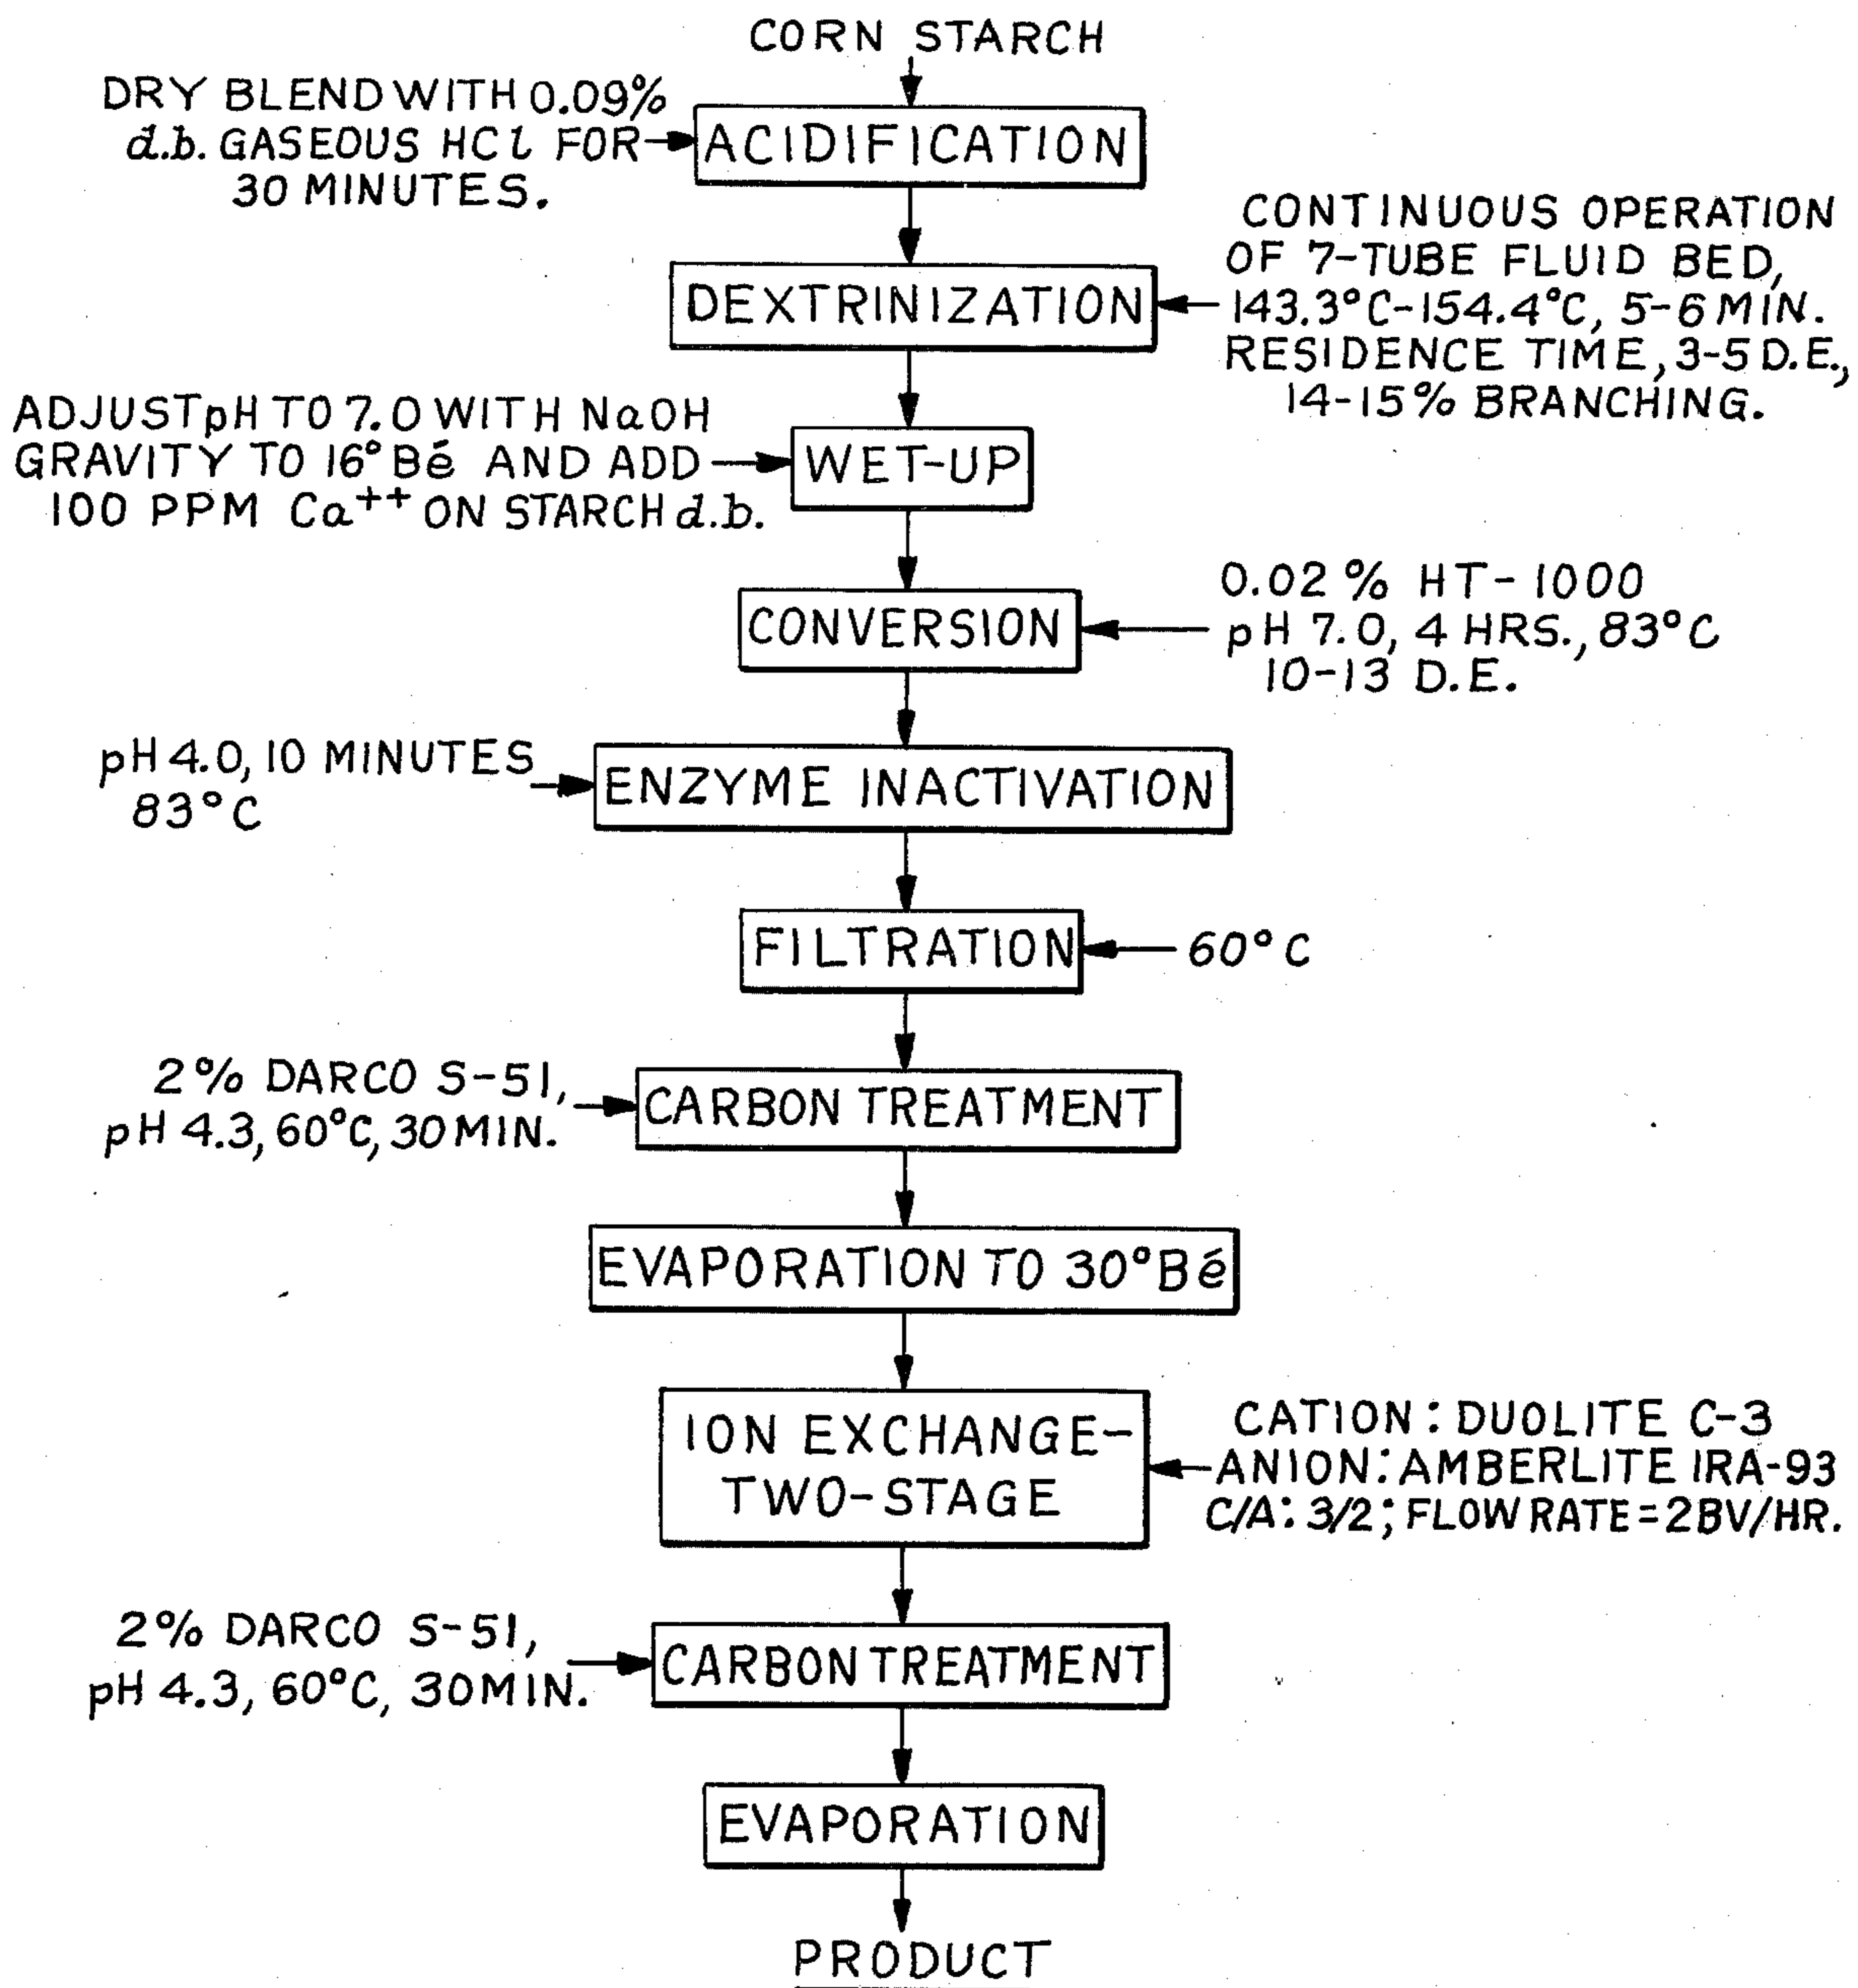 CORN STARCH
DRY BLEND WITH 0.09%
d.b. GASEOUS HCl FOR
30 MINUTES.
ACIDIFICATION
CONTINUOUS OPERATION
OF 7-TUBE FLUID BED,
143.3°C-154.4°C, 5-6 MIN.
RESIDENCE TIME, 3-5 D.E.,
14-15% BRANCHING.
DEXTRINIZATION
ADJUST pH TO 7.0 WITH NaOH
GRAVITY TO 16° Bé AND ADD
100 PPM Ca⁺⁺ ON STARCH d.b.
WET-UP
0.02% HT-1000
pH 7.0, 4 HRS., 83°C
10-13 D.E.
CONVERSION
pH 4.0, 10 MINUTES
83°C
ENZYME INACTIVATION
FILTRATION
60°C
2% DARCO S-51,
pH 4.3, 60°C, 30 MIN.
CARBON TREATMENT
EVAPORATION TO 30° Bé
ION EXCHANGE-
TWO-STAGE
CATION: DUOLITE C-3
ANION: AMBERLITE IRA-93
C/A: 3/2; FLOW RATE = 2BV/HR.
2% DARCO S-51,
pH 4.3, 60°C, 30 MIN.
CARBON TREATMENT
EVAPORATION
PRODUCT